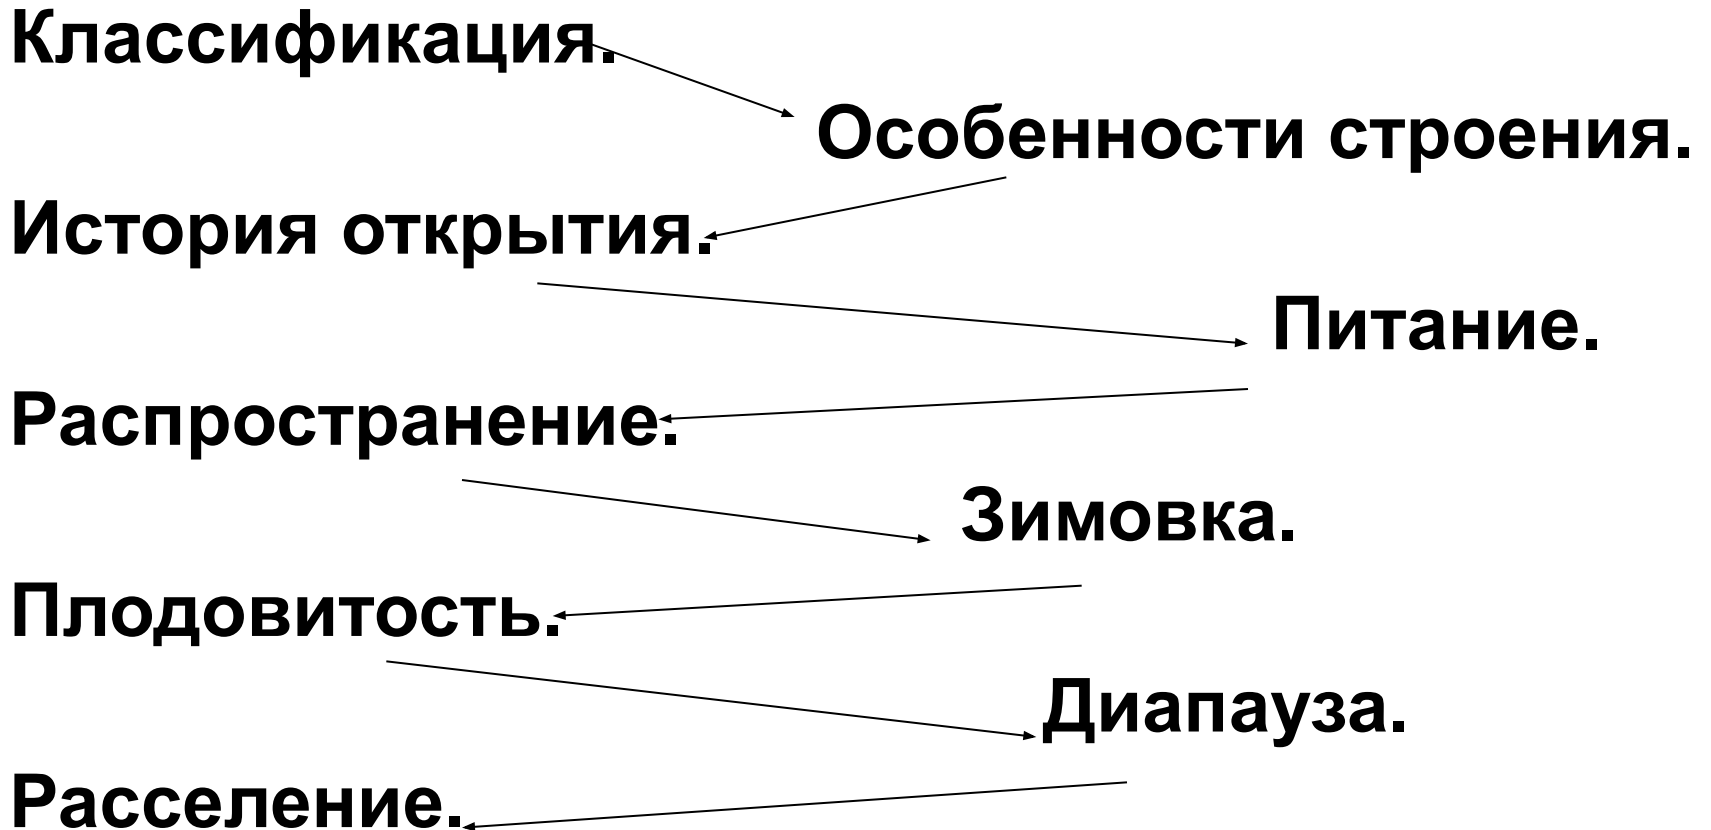 Классификация.
Особенности строения.
История открытия.
Питание.
Распространение.
Зимовка.
Плодовитость.
Диапауза.
Расселение.